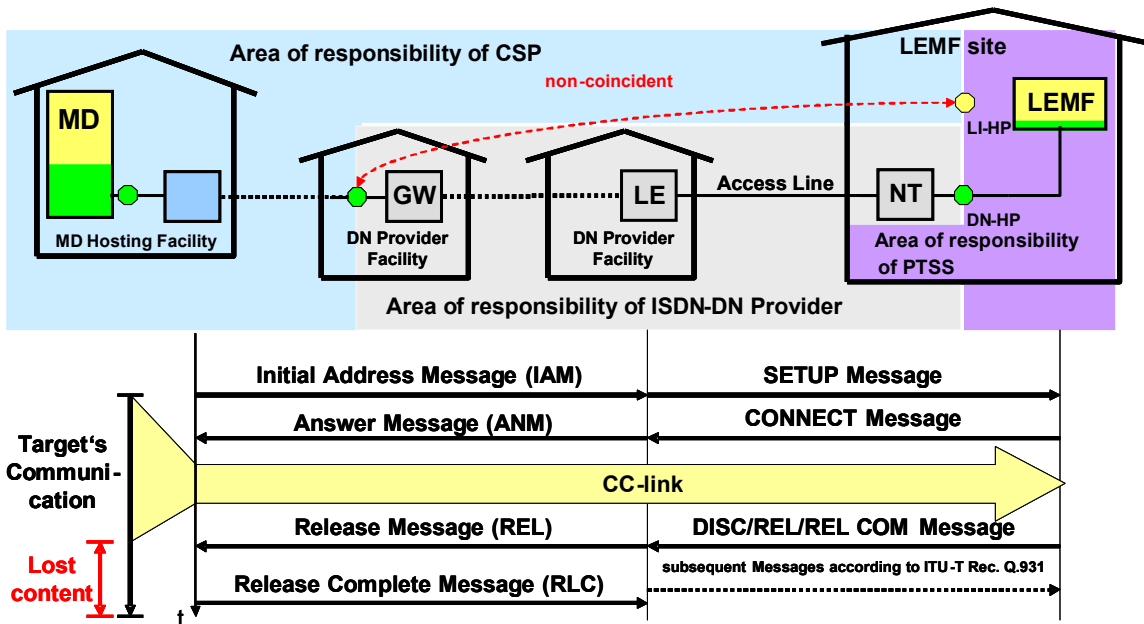 Area of responsibility of CSP
LEMF site
non-coincident
MD
LEMF
LI-HP
GW
LE
Access Line
NT
DN-HP
MD Hosting Facility
DN Provider
Facility
DN Provider
Facility
Area of responsibility
of PTSS
Area of responsibility of ISDN-DN Provider
Initial Address Message (IAM)
SETUP Message
Answer Message (ANM)
CONNECT Message
Target‘s
Communi-
cation
CC-link
Release Message (REL)
DISC/REL/REL COM Message
Lost
content
subsequent Messages according to ITU-T Rec. Q.931
Release Complete Message (RLC)
t